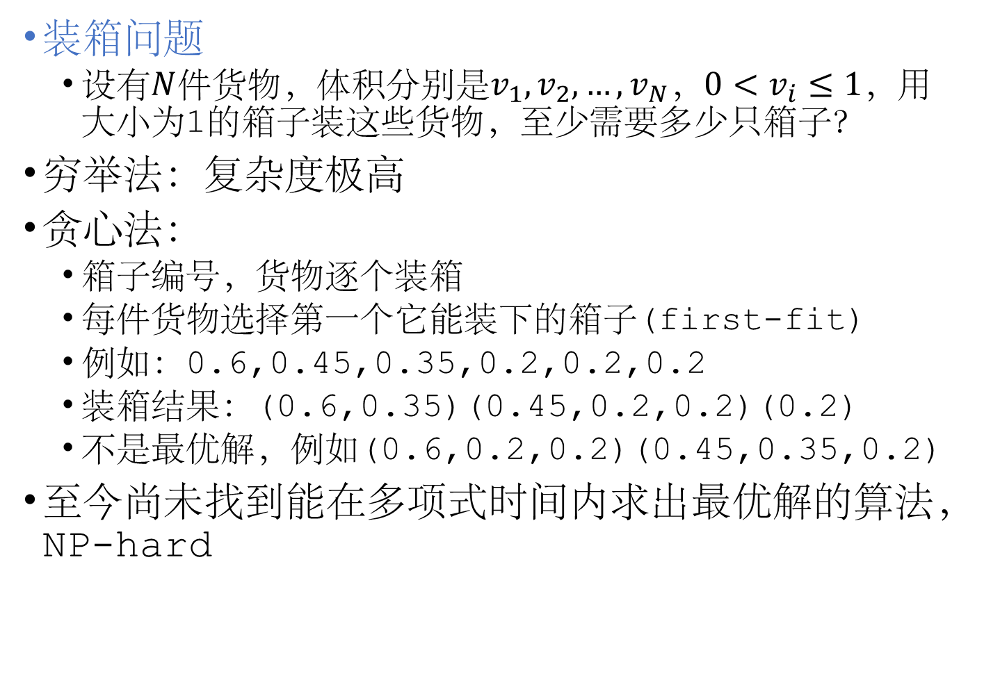 •装箱问题
•设有N件货物，体积分别是v₁, v₂, …, v_N，0 < vᵢ ≤ 1，用
大小为1的箱子装这些货物，至少需要多少只箱子?
•穷举法：复杂度极高
•贪心法：
•箱子编号，货物逐个装箱
•每件货物选择第一个它能装下的箱子(first-fit)
•例如：0.6,0.45,0.35,0.2,0.2,0.2
•装箱结果：(0.6,0.35)(0.45,0.2,0.2)(0.2)
•不是最优解，例如(0.6,0.2,0.2)(0.45,0.35,0.2)
•至今尚未找到能在多项式时间内求出最优解的算法，
NP-hard